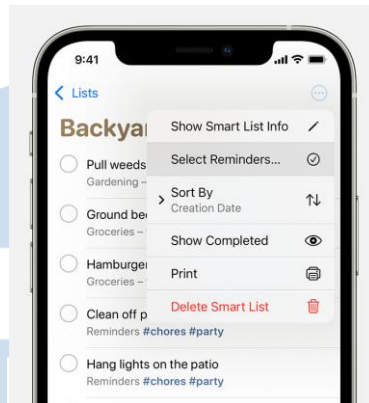 9:41
Lists
Backya
Show Smart List Info
Pull weeds
Select Reminders...
Gardening –
Sort By
Creation Date
Ground bee
Groceries –
Show Completed
Hamburger
Print
Groceries –
Delete Smart List
Clean off p
Reminders #chores #party
Hang lights on the patio
Reminders #chores #party